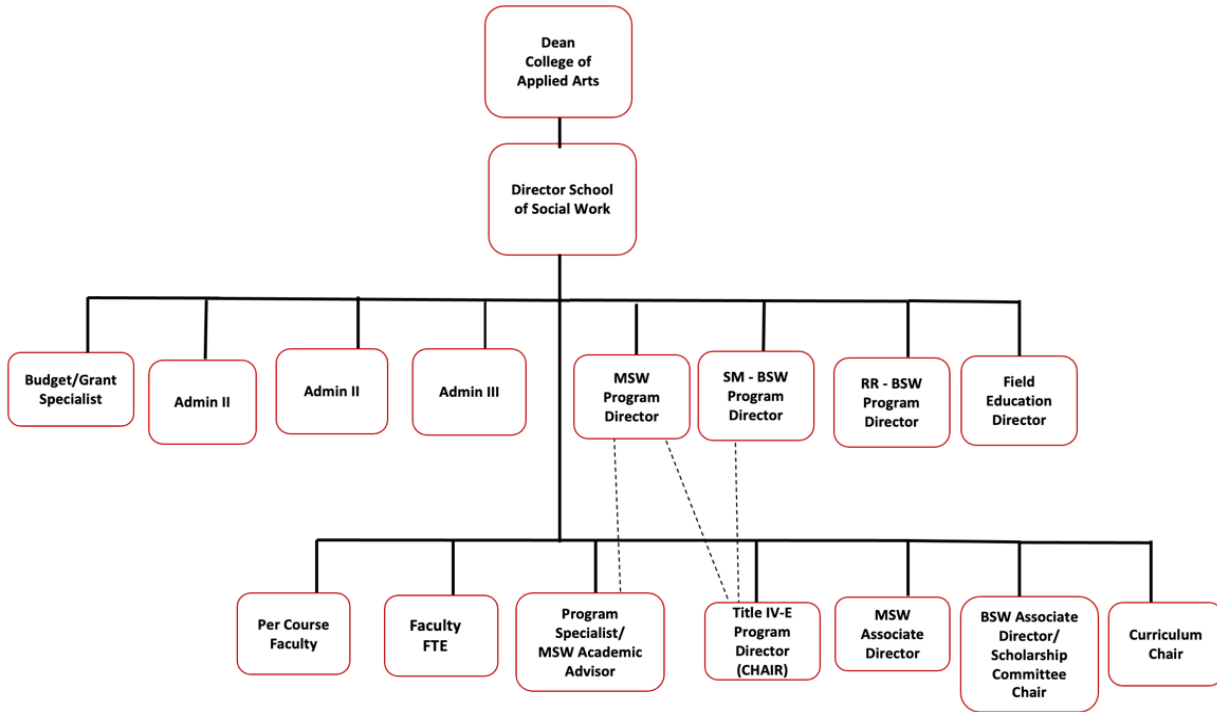 Dean
College of
Applied Arts
Director School
of Social Work
Budget/Grant
Specialist
Admin II
Admin II
Admin III
MSW
Program
Director
SM - BSW
Program
Director
RR - BSW
Program
Director
Field
Education
Director
Per Course
Faculty
Faculty
FTE
Program
Specialist/
MSW Academic
Advisor
Title IV-E
Program
Director
(CHAIR)
MSW
Associate
Director
BSW Associate
Director/
Scholarship
Committee
Chair
Curriculum
Chair